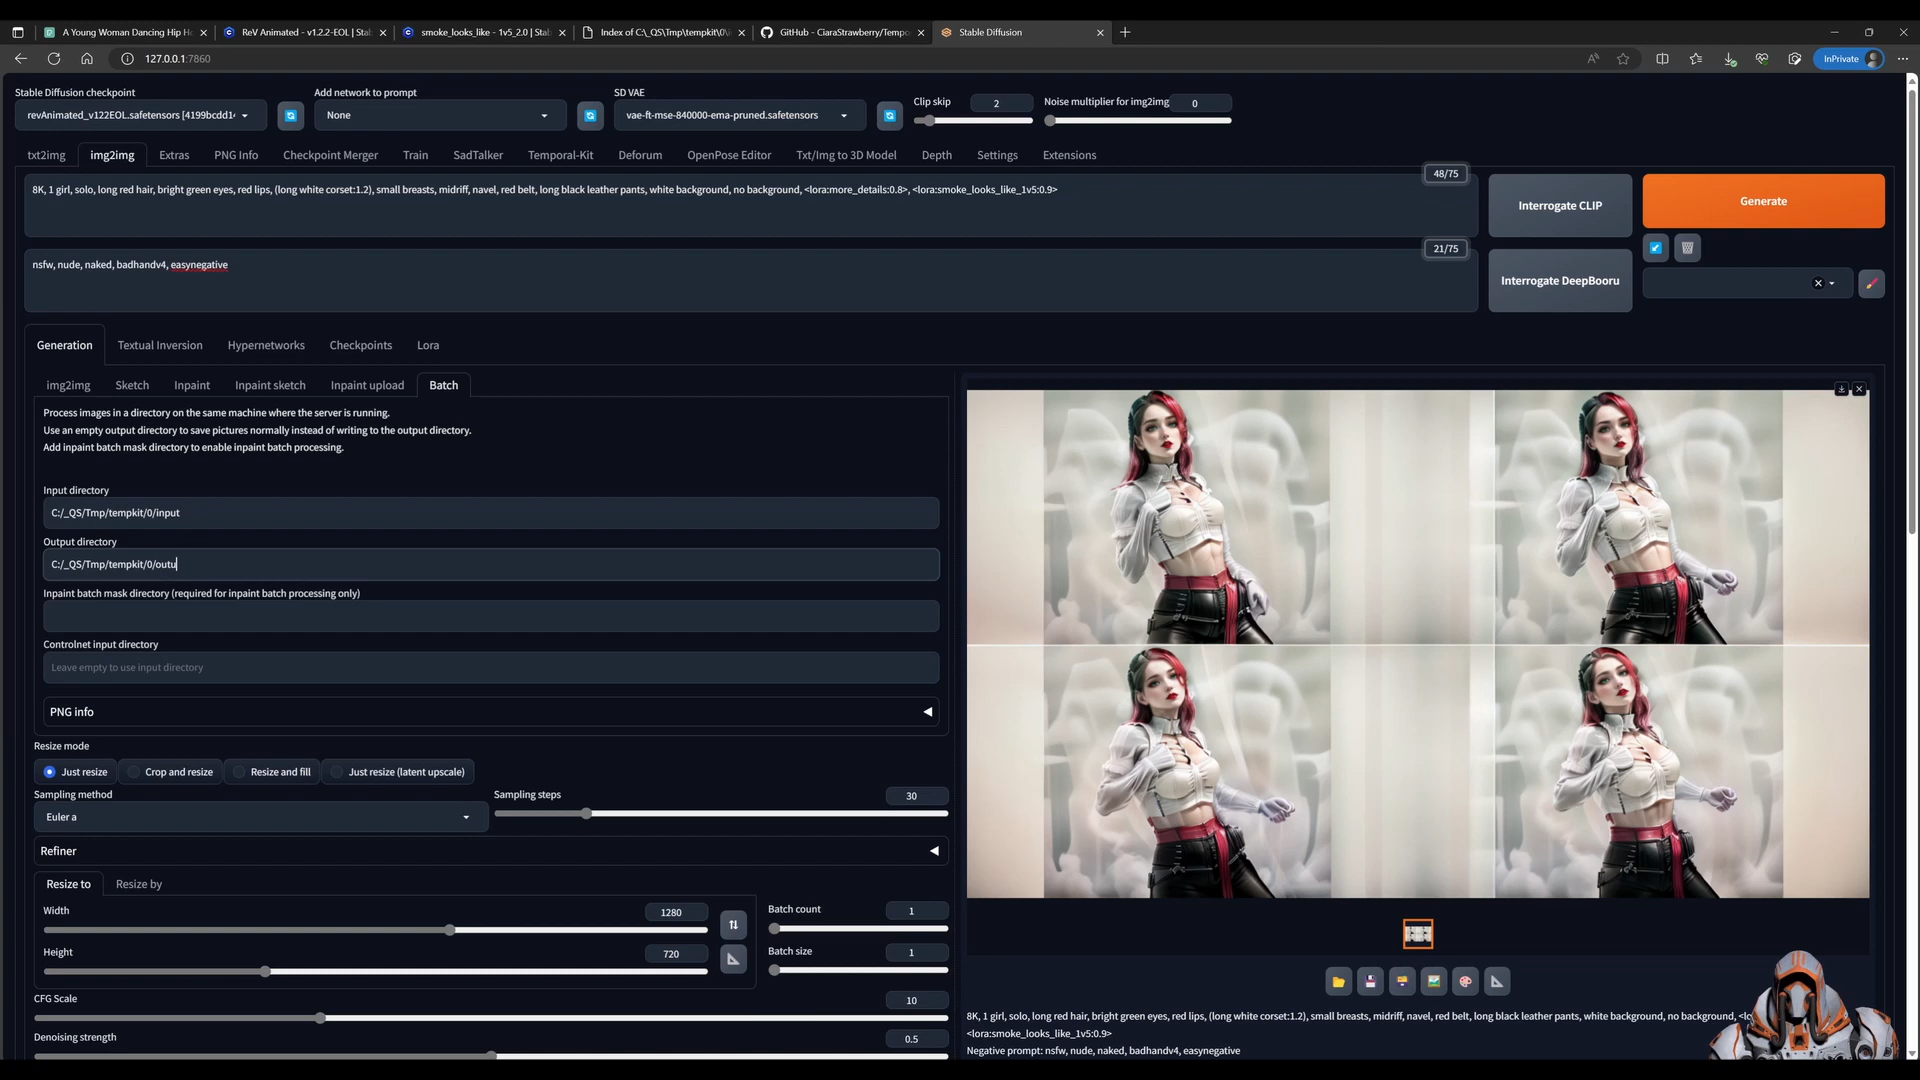 A Young Woman Dancing Hip H
ReV Animated - v1.2.2-EOL | Stab
smoke_looks_like - 1v5_2.0 | Stab
Index of C:\_QS\Tmp\tempkit\0\i
GitHub - CiaraStrawberry/Tempo
Stable Diffusion
127.0.0.1:7860
InPrivate
Stable Diffusion checkpoint
Add network to prompt
SD VAE
Clip skip
2
Noise multiplier for img2img
0
revAnimated_v122EOL.safetensors [4199bcdd1
None
vae-ft-mse-840000-ema-pruned.safetensors
txt2img
img2img
Extras
PNG Info
Checkpoint Merger
Train
SadTalker
Temporal-Kit
Deforum
OpenPose Editor
Txt/Img to 3D Model
Depth
Settings
Extensions
8K, 1 girl, solo, long red hair, bright green eyes, red lips, (long white corset:1.2), small breasts, midriff, navel, red belt, long black leather pants, white background, no background, <lora:more_details:0.8>, <lora:smoke_looks_like_1v5:0.9>
48/75
Interrogate CLIP
Generate
nsfw, nude, naked, badhandv4, easynegative
21/75
Interrogate DeepBooru
Generation
Textual Inversion
Hypernetworks
Checkpoints
Lora
img2img
Sketch
Inpaint
Inpaint sketch
Inpaint upload
Batch
Process images in a directory on the same machine where the server is running.
Use an empty output directory to save pictures normally instead of writing to the output directory.
Add inpaint batch mask directory to enable inpaint batch processing.
Input directory
C:/_QS/Tmp/tempkit/0/input
Output directory
C:/_QS/Tmp/tempkit/0/outu
Inpaint batch mask directory (required for inpaint batch processing only)
Controlnet input directory
Leave empty to use input directory
PNG info
Resize mode
Just resize
Crop and resize
Resize and fill
Just resize (latent upscale)
Sampling method
Euler a
Sampling steps
30
Refiner
Resize to
Resize by
Width
1280
Height
720
Batch count
1
Batch size
1
CFG Scale
10
Denoising strength
0.5
8K, 1 girl, solo, long red hair, bright green eyes, red lips, (long white corset:1.2), small breasts, midriff, navel, red belt, long black leather pants, white background, no background, <lo
<lora:smoke_looks_like_1v5:0.9>
Negative prompt: nsfw, nude, naked, badhandv4, easynegative